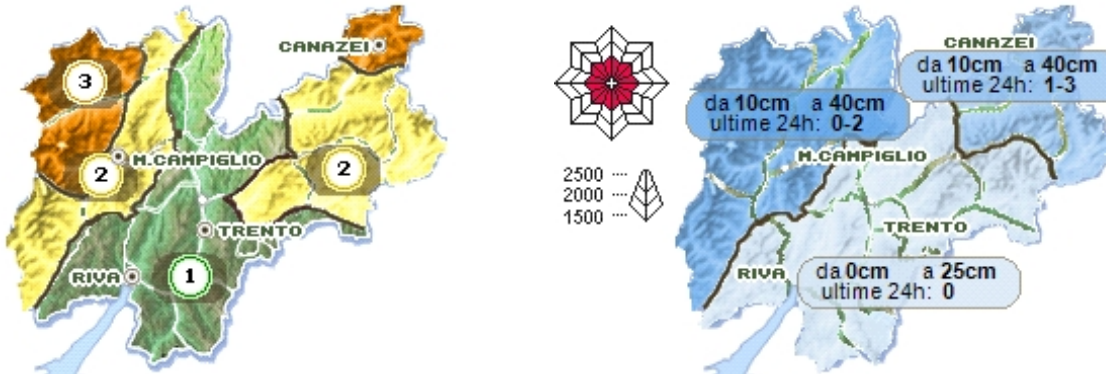 CANAZEI
3
M.CAMPIGLIO
2
2
TRENTO
RIVA
1
2500
2000
1500
CANAZEI
da 10cm a 40cm
ultime 24h: 1-3
da 10cm a 40cm
ultime 24h: 0-2
M.CAMPIGLIO
TRENTO
RIVA
da 0cm a 25cm
ultime 24h: 0